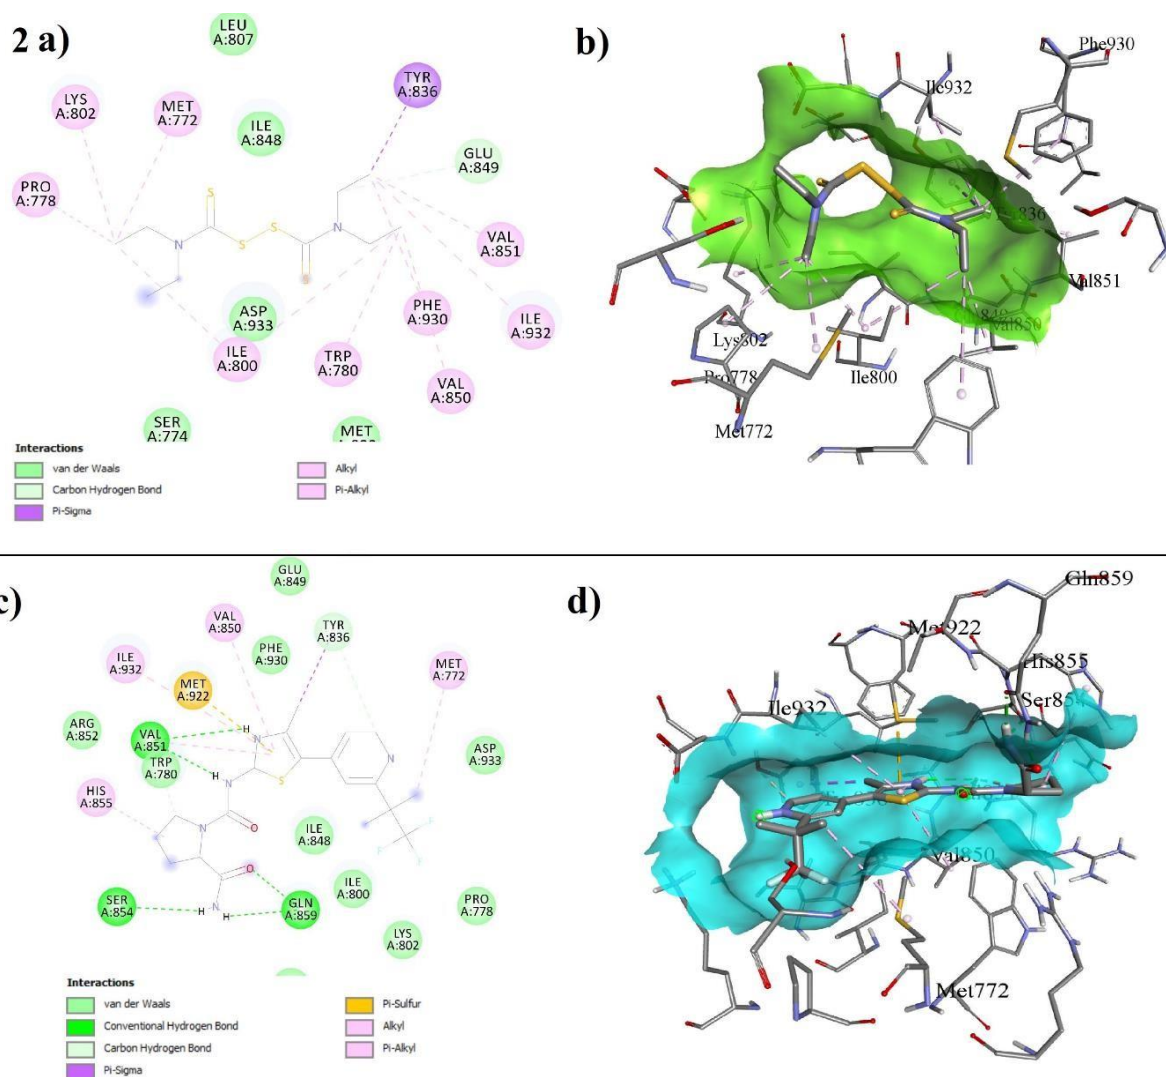 2 a)
LEU
A:807
TYR
A:836
LYS
A:802
MET
A:772
ILE
A:848
GLU
A:849
PRO
A:778
S
N
N
S
S
S
VAL
A:851
ASP
A:933
PHE
A:930
ILE
A:932
ILE
A:800
TRP
A:780
VAL
A:850
SER
A:774
MET
Interactions
van der Waals
Carbon Hydrogen Bond
Pi-Sigma
Alkyl
Pi-Alkyl
b)
Phe930
Ile932
Val851
Val850
Lys802
Pro778
Ile800
Met772
c)
GLU
A:849
VAL
A:850
TYR
A:836
PHE
A:930
ILE
A:932
MET
A:772
MET
A:922
ARG
A:852
VAL
A:851
H
N
N
TRP
A:780
ASP
A:933
H
N
S
HIS
A:855
F
F
F
N
O
ILE
A:848
O
ILE
A:800
SER
A:854
H
N
H
GLN
A:859
PRO
A:778
LYS
A:802
Interactions
van der Waals
Conventional Hydrogen Bond
Carbon Hydrogen Bond
Pi-Sigma
Pi-Sulfur
Alkyl
Pi-Alkyl
d)
Gln859
Met922
His855
Ser854
Ile932
Val850
Met772